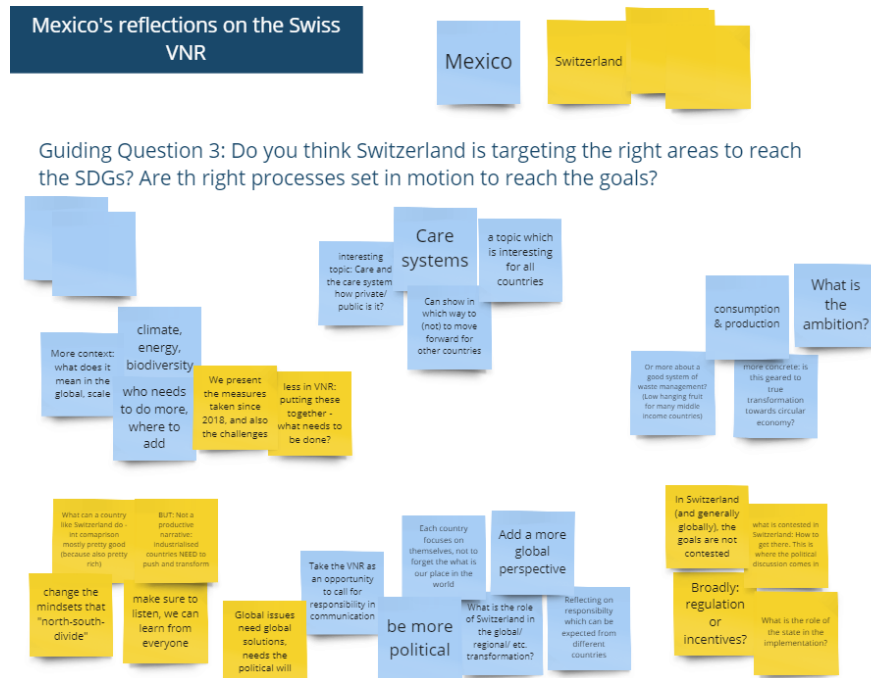 Mexico's reflections on the Swiss
VNR
Mexico
Switzerland
Guiding Question 3: Do you think Switzerland is targeting the right areas to reach
the SDGs? Are th right processes set in motion to reach the goals?
interesting
topic: Care and
the care system
how private/
public is it?
Care
systems
a topic which
is interesting
for all
countries
Can show in
which way to
(not) to move
forward for
other countries
consumption
& production
What is
the
ambition?
Or more about a
good system of
waste management?
(Low hanging fruit
for many middle
income countries)
more concrete: is
this geared to
true
transformation
towards circular
economy?
More context:
what does it
mean in the
global, scale
climate,
energy,
biodiversity
who needs
to do more,
where to
add
We present
the measures
taken since
2018, and also
the challenges
less in VNR:
putting these
together -
what needs to
be done?
What can a country
like Switzerland do -
int comaprison
mostly pretty good
(because also pretty
rich)
BUT: Not a
productive
narrative:
industrialised
countries NEED to
push and transform
change the
mindsets that
"north-south-
divide"
make sure to
listen, we can
learn from
everyone
Global issues
need global
solutions,
needs the
political will
Take the VNR as
an opportunity
to call for
responsibility in
communication
Each country
focuses on
themselves, not to
forget the what is
our place in the
world
Add a more
global
perspective
be more
political
What is the role
of Switzerland in
the global/
regional/ etc.
transformation?
Reflecting on
responsibilty which
can be expected
from different
countries
In Switzerland
(and generally
globally), the
goals are not
contested
what is contested in
Switzerland: How to
get there. This is
where the political
discussion comes in
Broadly:
regulation
or
incentives?
What is the role of
the state in the
implementation?